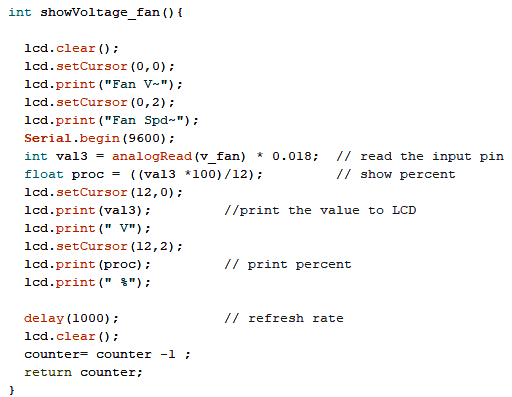 int showVoltage_fan(){
lcd.clear();
lcd.setCursor(0,0);
lcd.print("Fan V~");
lcd.setCursor(0,2);
lcd.print("Fan Spd~");
Serial.begin(9600);
int val3 = analogRead(v_fan) * 0.018;  // read the input pin
float proc = ((val3 *100)/12);         // show percent
lcd.setCursor(12,0);
lcd.print(val3);         //print the value to LCD
lcd.print(" V");
lcd.setCursor(12,2);
lcd.print(proc);         // print percent
lcd.print(" %");
delay(1000);             // refresh rate
lcd.clear();
counter= counter -1 ;
return counter;
}